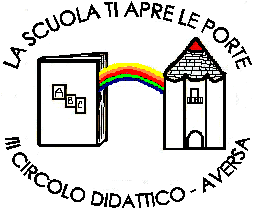 LA SCUOLA TI APRE LE PORTE
ABC
III CIRCOLO DIDATTICO - AVERSA